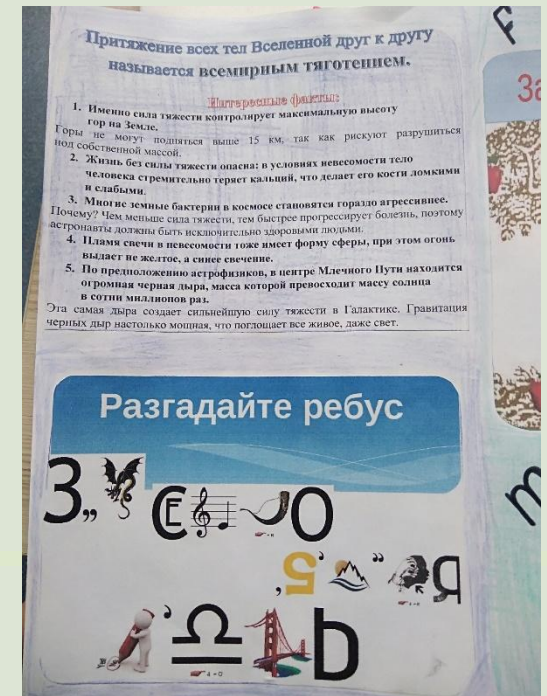 Притяжение всех тел Вселенной друг к другу
называется всемирным тяготением.
Интересные факты:
1. Именно сила тяжести контролирует максимальную высоту
гор на Земле.
Горы не могут подняться выше 15 км, так как рискуют разрушиться
под собственной массой.
2. Жизнь без силы тяжести опасна: в условиях невесомости тело
человека стремительно теряет кальций, что делает его кости ломкими
и слабыми.
3. Многие земные бактерии в космосе становятся гораздо агрессивнее.
Почему? Чем меньше сила тяжести, тем быстрее прогрессирует болезнь, поэтому
астронавты должны быть исключительно здоровыми людьми.
4. Пламя свечи в невесомости тоже имеет форму сферы, при этом огонь
выдает не желтое, а синее свечение.
5. По предположению астрофизиков, в центре Млечного Пути находится
огромная черная дыра, масса которой превосходит массу солнца
в сотни миллионов раз.
Эта самая дыра создает сильнейшую силу тяжести в Галактике. Гравитация
черных дыр настолько мощная, что поглощает все живое, даже свет.
За
Разгадайте ребус
З,, СЕ О
, 5 , ,, Я
, Ь
4 = О